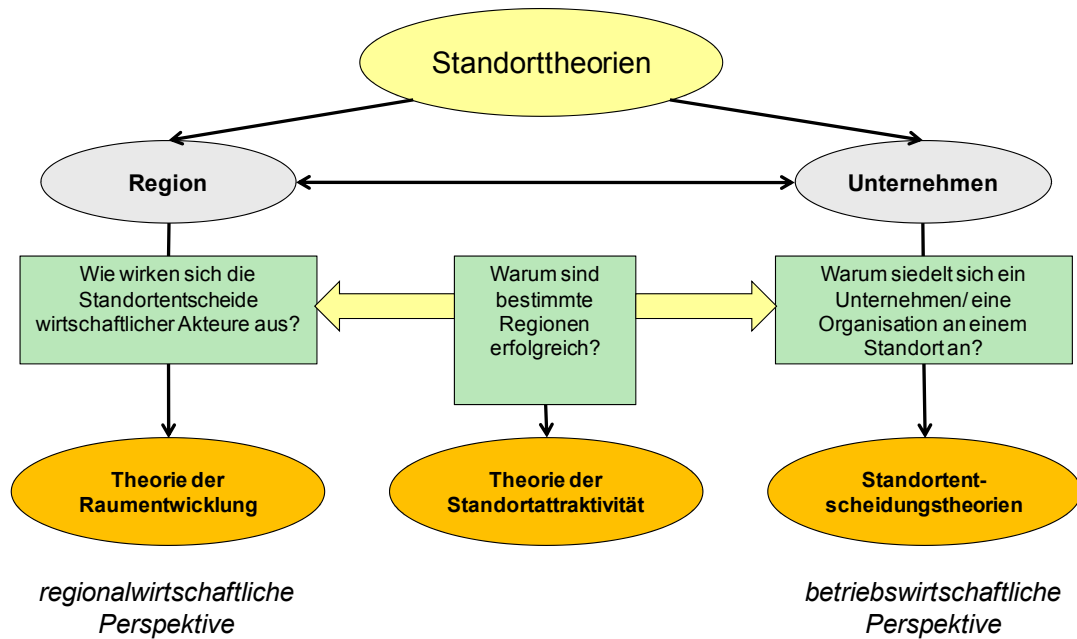 Standorttheorien
Region
Unternehmen
Wie wirken sich die
Standortentscheide
wirtschaftlicher Akteure aus?
Warum sind
bestimmte
Regionen
erfolgreich?
Warum siedelt sich ein
Unternehmen/ eine
Organisation an einem
Standort an?
Theorie der
Raumentwicklung
Theorie der
Standortattraktivität
Standortent-
scheidungstheorien
regionalwirtschaftliche
Perspektive
betriebswirtschaftliche
Perspektive